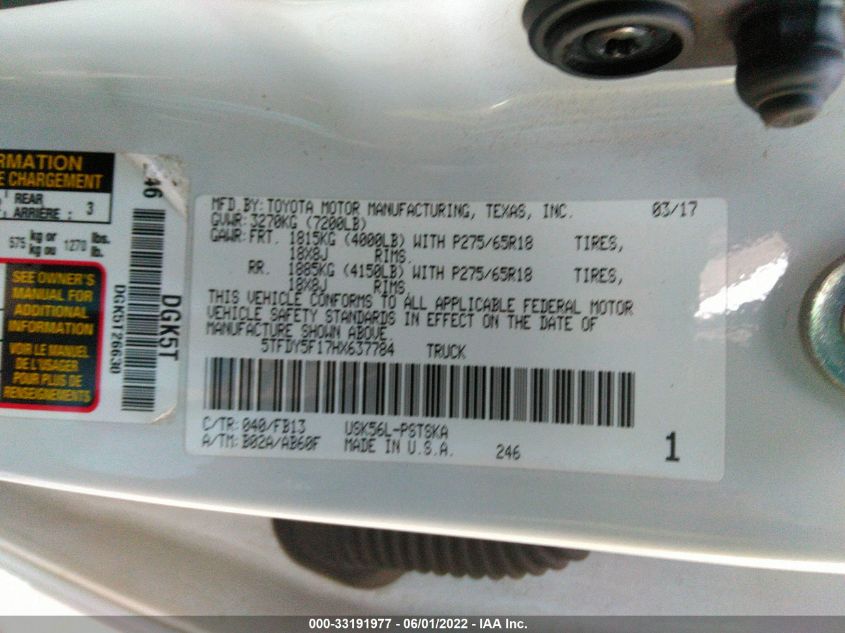 RMATION
E CHARGEMENT
REAR
ARRIÈRE : 3
575 kg or 1270 lbs.
kg ou lb.
SEE OWNER'S
MANUAL FOR
ADDITIONAL
INFORMATION
VOIR LE MANUEL
DE L'USAGER
POUR PLUS DE
RENSEIGNEMENTS
46
DGK5T26630
DGK5T
MFD.BY:TOYOTA MOTOR MANUFACTURING, TEXAS, INC. 03/17
GVWR:3270KG (7200LB)
GAWR:FRT. 1815KG (4000LB) WITH P275/65R18 TIRES,
18X8J RIMS.
RR. 1885KG (4150LB) WITH P275/65R18 TIRES,
18X8J RIMS.
THIS VEHICLE CONFORMS TO ALL APPLICABLE FEDERAL MOTOR
VEHICLE SAFETY STANDARDS IN EFFECT ON THE DATE OF
MANUFACTURE SHOWN ABOVE
5TFDY5F17HX637784 TRUCK
C/TR:040/FB13 USK56L-PSTSKA
A/TM:B02A/AB60F MADE IN U.S.A. 246 1
000-33191977 - 06/01/2022 - IAA Inc.